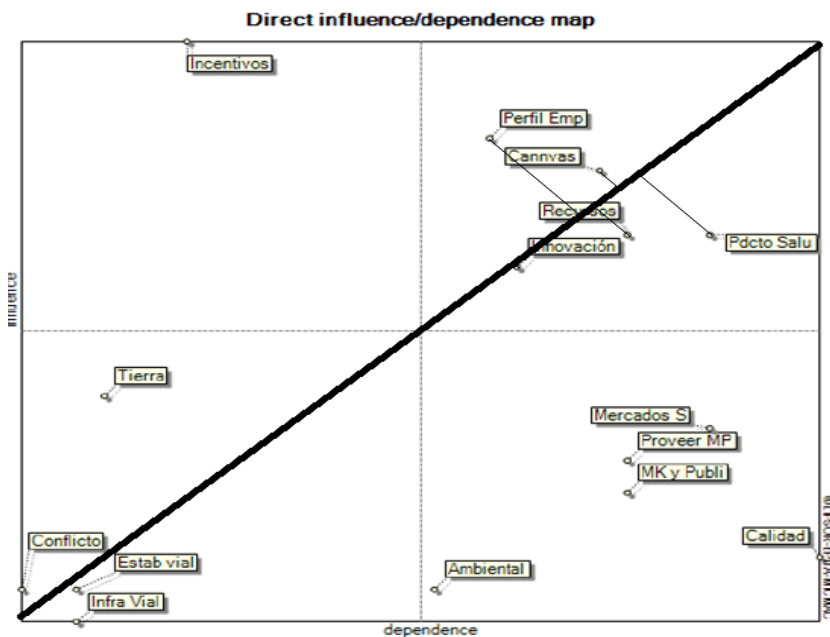 Direct influence/dependence map
Incentivos
Perfil Emp
Cannvas
Recursos
Pdcto Salu
Innovación
influence
Tierra
Mercados S
Proveer MP
MK y Publi
Conflicto
Calidad
Estab vial
Ambiental
Infra Vial
dependence